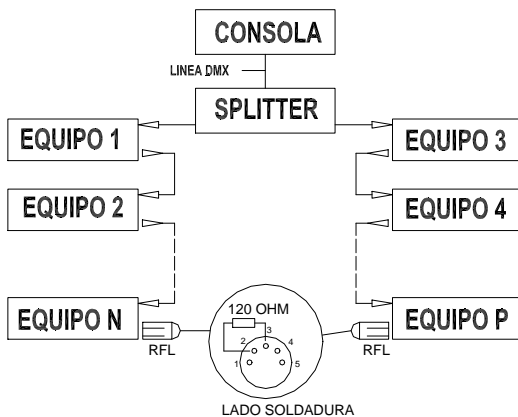 CONSOLA
LINEA DMX
SPLITTER
EQUIPO 1
EQUIPO 3
EQUIPO 2
EQUIPO 4
EQUIPO N
120 OHM
EQUIPO P
3
2
4
1
5
RFL
RFL
LADO SOLDADURA